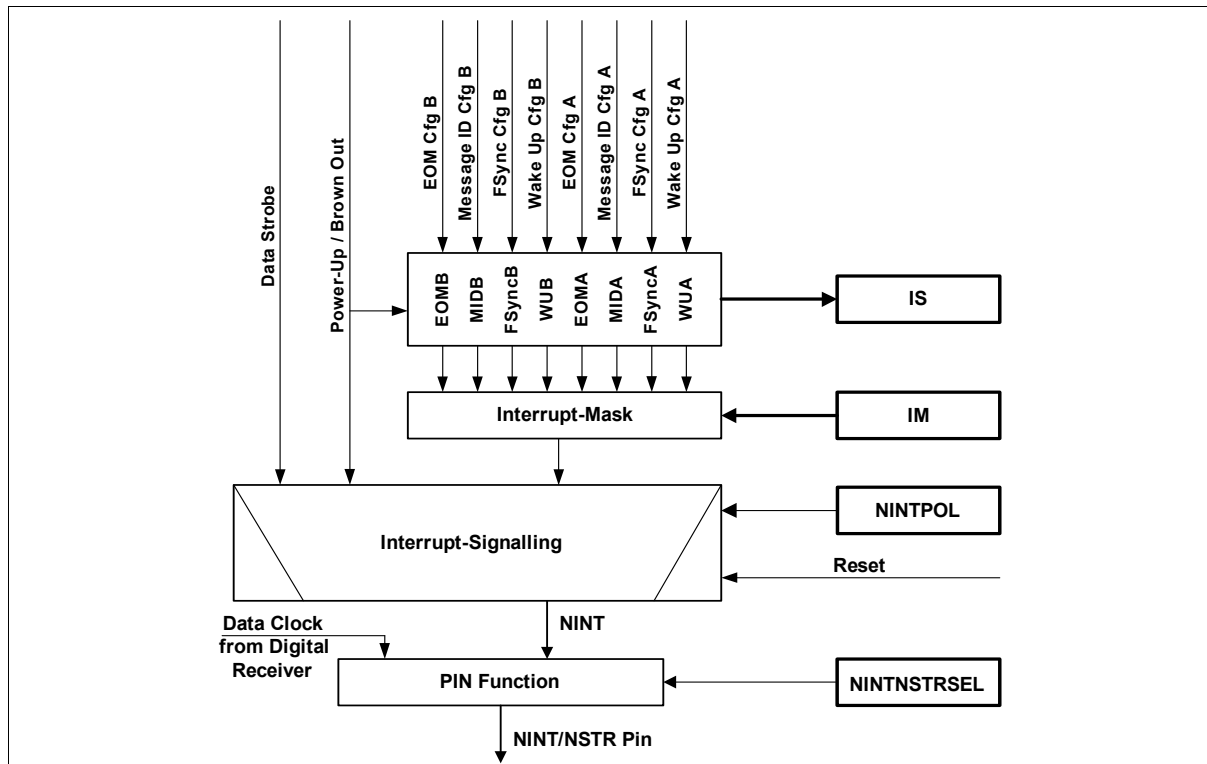 Data Strobe
Power-Up / Brown Out
EOM Cfg B
Message ID Cfg B
FSync Cfg B
Wake Up Cfg B
EOM Cfg A
Message ID Cfg A
FSync Cfg A
Wake Up Cfg A
EOMB
MIDB
FSyncB
WUB
EOMA
MIDA
FSyncA
WUA
IS
Interrupt-Mask
IM
Interrupt-Signalling
NINTPOL
Reset
NINT
Data Clock
from Digital
Receiver
PIN Function
NINTNSTRSEL
NINT/NSTR Pin